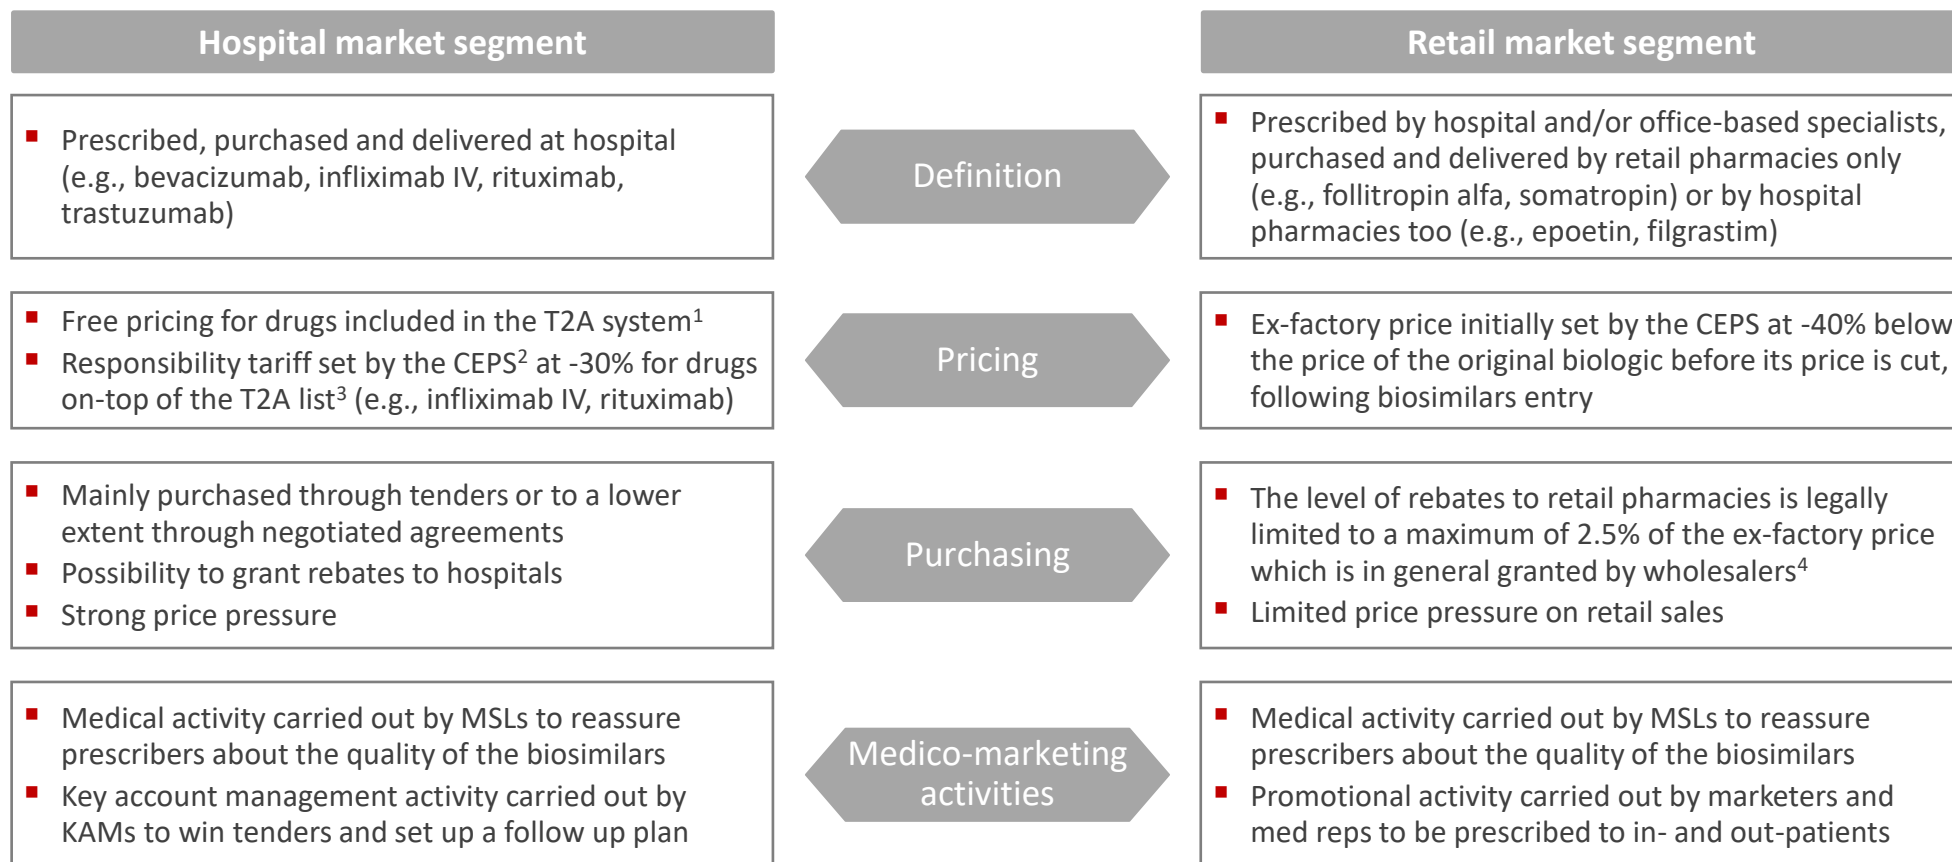 Hospital market segment
Retail market segment
▪ Prescribed, purchased and delivered at hospital
(e.g., bevacizumab, infliximab IV, rituximab,
trastuzumab)
Definition
▪ Prescribed by hospital and/or office-based specialists,
purchased and delivered by retail pharmacies only
(e.g., follitropin alfa, somatropin) or by hospital
pharmacies too (e.g., epoetin, filgrastim)
▪ Free pricing for drugs included in the T2A system¹
▪ Responsibility tariff set by the CEPS² at -30% for drugs
on-top of the T2A list³ (e.g., infliximab IV, rituximab)
Pricing
▪ Ex-factory price initially set by the CEPS at -40% below
the price of the original biologic before its price is cut,
following biosimilars entry
▪ Mainly purchased through tenders or to a lower
extent through negotiated agreements
▪ Possibility to grant rebates to hospitals
▪ Strong price pressure
Purchasing
▪ The level of rebates to retail pharmacies is legally
limited to a maximum of 2.5% of the ex-factory price
which is in general granted by wholesalers⁴
▪ Limited price pressure on retail sales
▪ Medical activity carried out by MSLs to reassure
prescribers about the quality of the biosimilars
▪ Key account management activity carried out by
KAMs to win tenders and set up a follow up plan
Medico-marketing
activities
▪ Medical activity carried out by MSLs to reassure
prescribers about the quality of the biosimilars
▪ Promotional activity carried out by marketers and
med reps to be prescribed to in- and out-patients